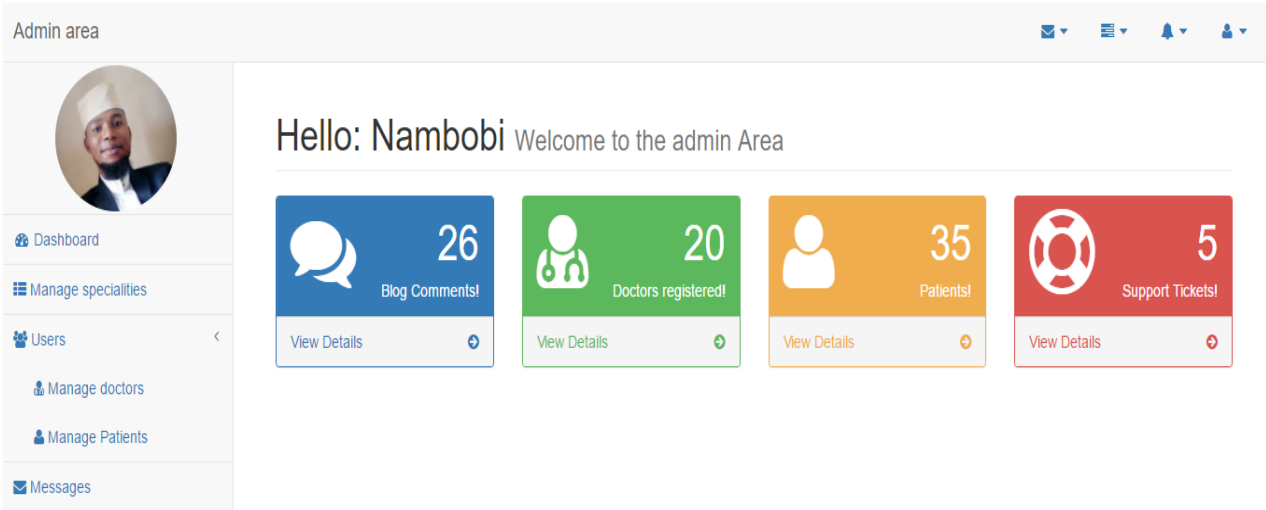 Admin area
Hello: Nambobi Welcome to the admin Area
Dashboard
Manage specialities
Users
Manage doctors
Manage Patients
Messages
26
Blog Comments!
View Details
20
Doctors registered!
View Details
35
Patients!
View Details
5
Support Tickets!
View Details